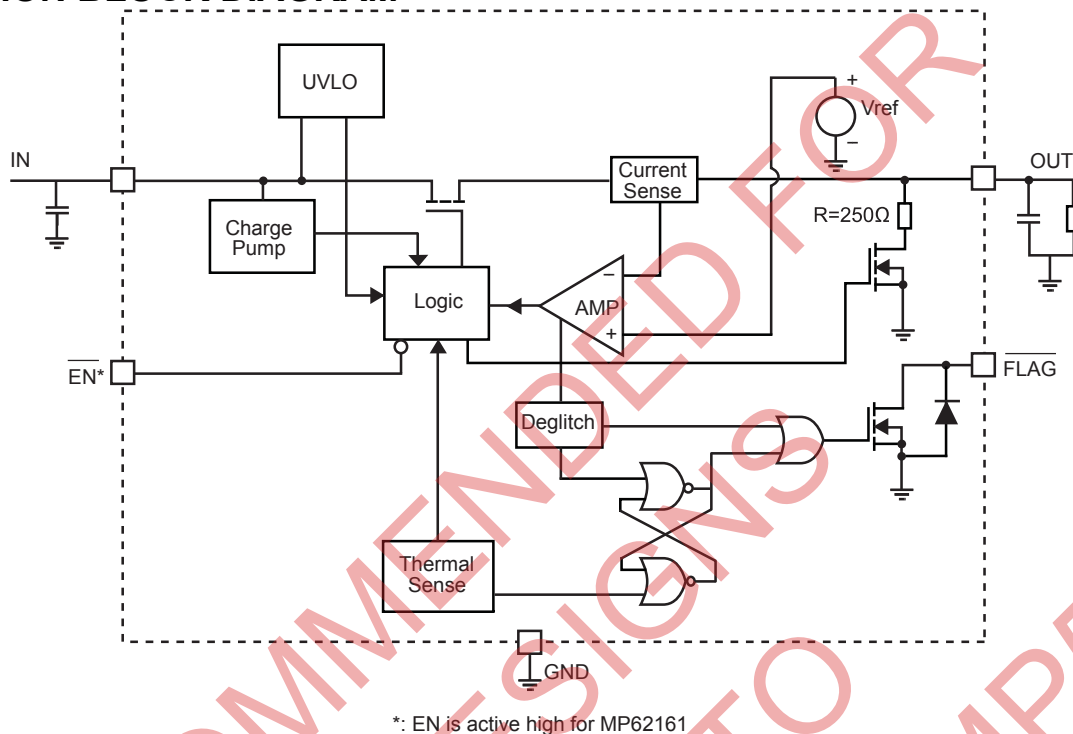 UVLO
+
Vref
−
IN
Current
Sense
OUT
R=250Ω
Charge
Pump
Logic
−
AMP
+
EN*
FLAG
Deglitch
Thermal
Sense
GND
*: EN is active high for MP62161